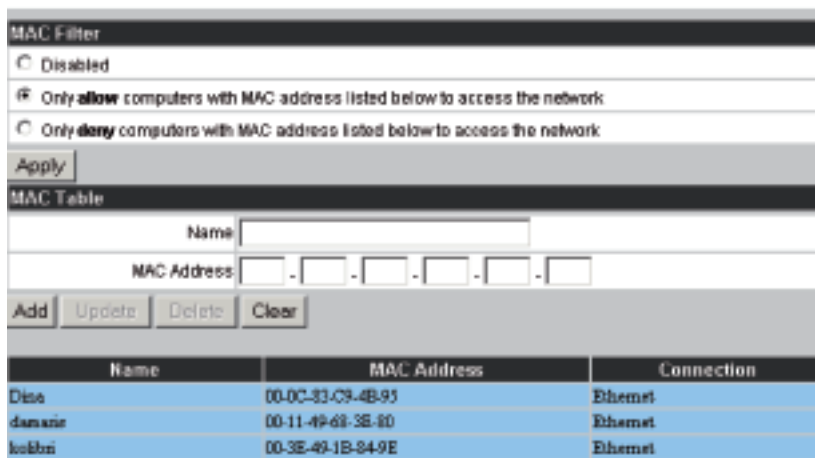 MAC Filter
Disabled
Only allow computers with MAC address listed below to access the network
Only deny computers with MAC address listed below to access the network
Apply
MAC Table
Name
MAC Address - - - - -
Add Update Delete Clear
Name MAC Address Connection
Dina 00-0C-83-C9-4B-95 Ethernet
damaris 00-11-49-68-3E-80 Ethernet
kolibri 00-3E-49-1B-84-9E Ethernet